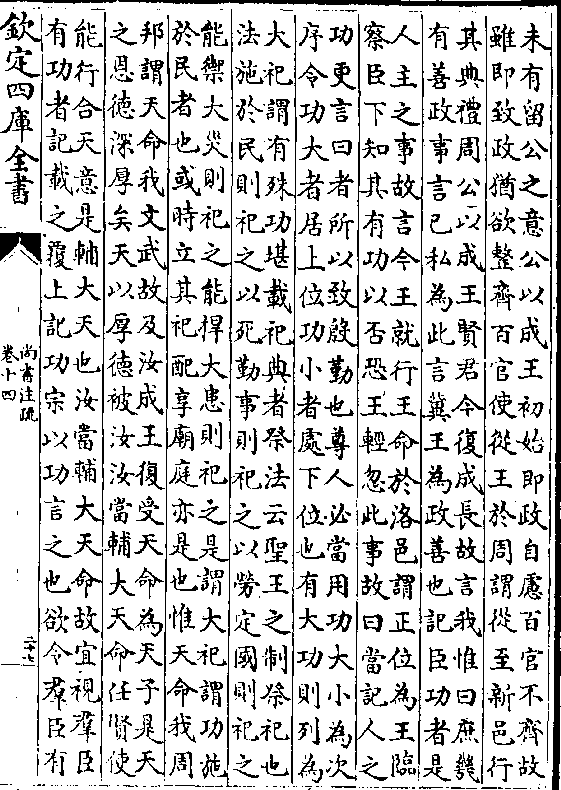 未有留公之意公以成王初始即政自慮百官不齊故
雖即致政猶欲整齊百官使從王於周謂從至新邑行
其典禮周公以成王賢君今復成長故言我惟曰庶幾
有善政事言已私為此言冀王為政善也記臣功者是
人主之事故言今王就行王命於洛邑謂正位為王臨
察臣下知其有功以否恐王輕忽此事故曰當記人之
功更言曰者所以致殷勤也尊人必當用功大小為次
序令功大者居上位功小者處下位也有大功則列為
大祀謂有殊功堪載祀典者祭法云聖王之制祭祀也
法施於民則祀之以死勤事則祀之以勞定國則祀之
能禦大災則祀之能捍大患則祀之是謂大祀謂功施
於民者也或時立其祀配享廟庭亦是也惟天命我周
邦謂天命我文武故及汝成王復受天命為天子是天
之恩德深厚矣天以厚德被汝汝當輔大天命任賢使
能行合天意是輔大天也汝當輔大天命故宜視羣臣
有功者記載之覆上記功宗以功言之也欲令羣臣有
欽定四庫全書
尚書注疏
卷十四
二十七